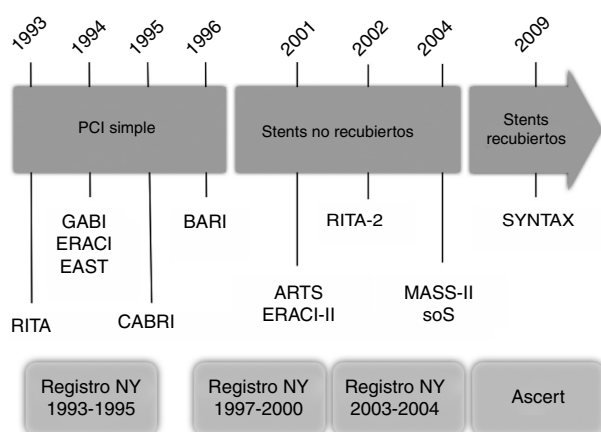 1993
1994
1995
1996
2001
2002
2004
2009
PCI simple
Stents no recubiertos
Stents
recubiertos
GABI
ERACI
EAST
BARI
RITA-2
SYNTAX
RITA
CABRI
ARTS
ERACI-II
MASS-II
soS
Registro NY
1993-1995
Registro NY
1997-2000
Registro NY
2003-2004
Ascert